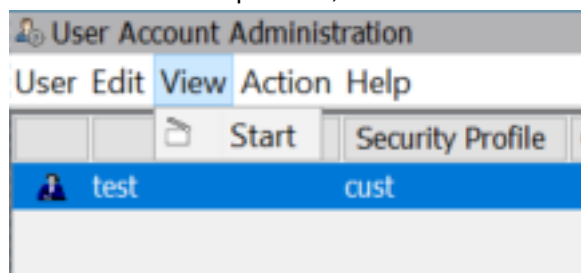 User Account Administration
User Edit View Action Help
Start Security Profile
test cust